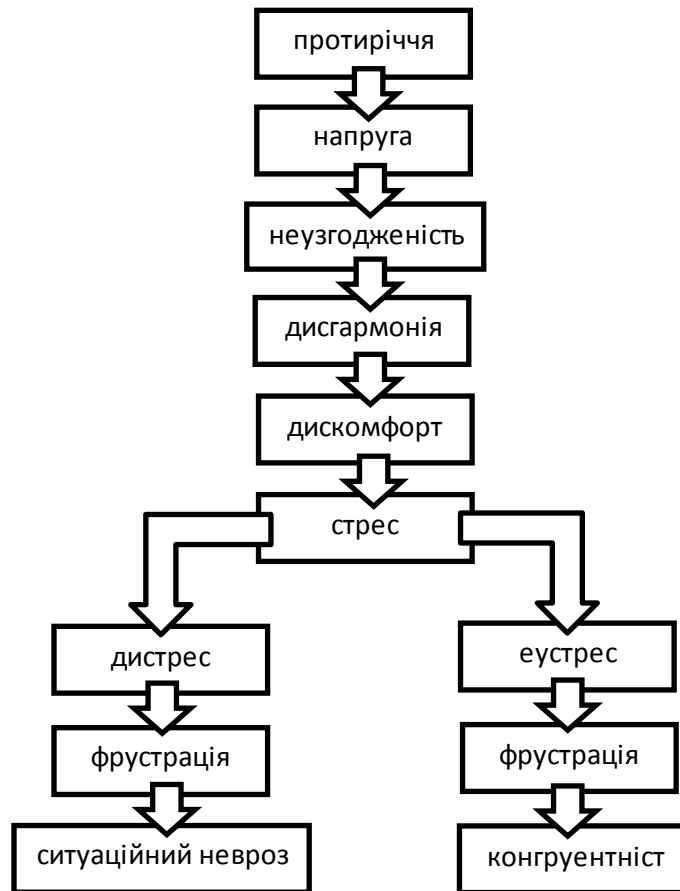 протиріччя
напруга
неузгодженість
дисгармонія
дискомфорт
стрес
дистрес
еустрес
фрустрація
фрустрація
ситуаційний невроз
конгруентніст